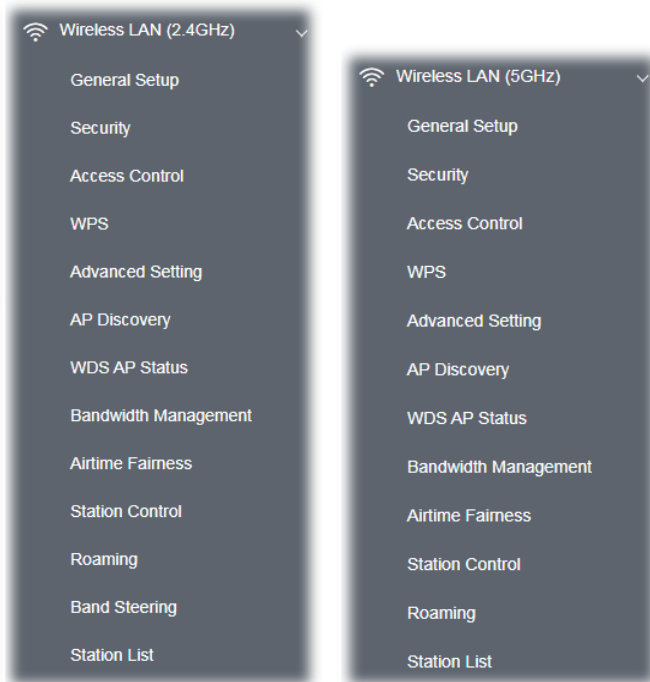 Wireless LAN (2.4GHz)
General Setup
Security
Access Control
WPS
Advanced Setting
AP Discovery
WDS AP Status
Bandwidth Management
Airtime Fairness
Station Control
Roaming
Band Steering
Station List
Wireless LAN (5GHz)
General Setup
Security
Access Control
WPS
Advanced Setting
AP Discovery
WDS AP Status
Bandwidth Management
Airtime Fairness
Station Control
Roaming
Station List